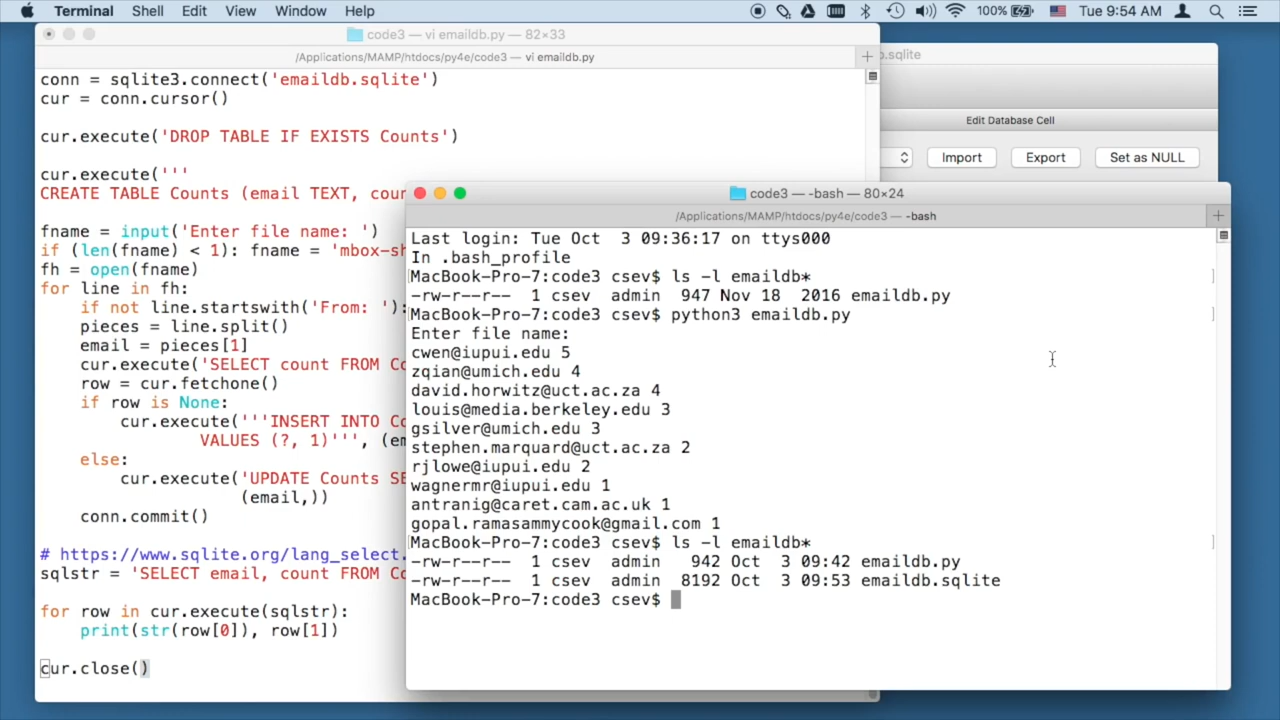 Terminal Shell Edit View Window Help 100% Tue 9:54 AM
code3 — vi emaildb.py — 82×33
/Applications/MAMP/htdocs/py4e/code3 — vi emaildb.py
conn = sqlite3.connect('emaildb.sqlite')
cur = conn.cursor()
cur.execute('DROP TABLE IF EXISTS Counts')
cur.execute('''
CREATE TABLE Counts (email TEXT, cou
fname = input('Enter file name: ')
if (len(fname) < 1): fname = 'mbox-sh
fh = open(fname)
for line in fh:
if not line.startswith('From: '):
pieces = line.split()
email = pieces[1]
cur.execute('SELECT count FROM Co
row = cur.fetchone()
if row is None:
cur.execute('''INSERT INTO Co
VALUES (?, 1)''', (em
else:
cur.execute('UPDATE Counts SE
(email,))
conn.commit()
# https://www.sqlite.org/lang_select.
sqlstr = 'SELECT email, count FROM Co
for row in cur.execute(sqlstr):
print(str(row[0]), row[1])
cur.close()
b.sqlite
Edit Database Cell
Import Export Set as NULL
code3 — -bash — 80×24
/Applications/MAMP/htdocs/py4e/code3 — -bash
Last login: Tue Oct  3 09:36:17 on ttys000
In .bash_profile
MacBook-Pro-7:code3 csev$ ls -l emaildb*
-rw-r--r--  1 csev  admin  947 Nov 18  2016 emaildb.py
MacBook-Pro-7:code3 csev$ python3 emaildb.py
Enter file name:
cwen@iupui.edu 5
zqian@umich.edu 4
david.horwitz@uct.ac.za 4
louis@media.berkeley.edu 3
gsilver@umich.edu 3
stephen.marquard@uct.ac.za 2
rjlowe@iupui.edu 2
wagnermr@iupui.edu 1
antranig@caret.cam.ac.uk 1
gopal.ramasammycook@gmail.com 1
MacBook-Pro-7:code3 csev$ ls -l emaildb*
-rw-r--r--  1 csev  admin   942 Oct  3 09:42 emaildb.py
-rw-r--r--  1 csev  admin  8192 Oct  3 09:53 emaildb.sqlite
MacBook-Pro-7:code3 csev$